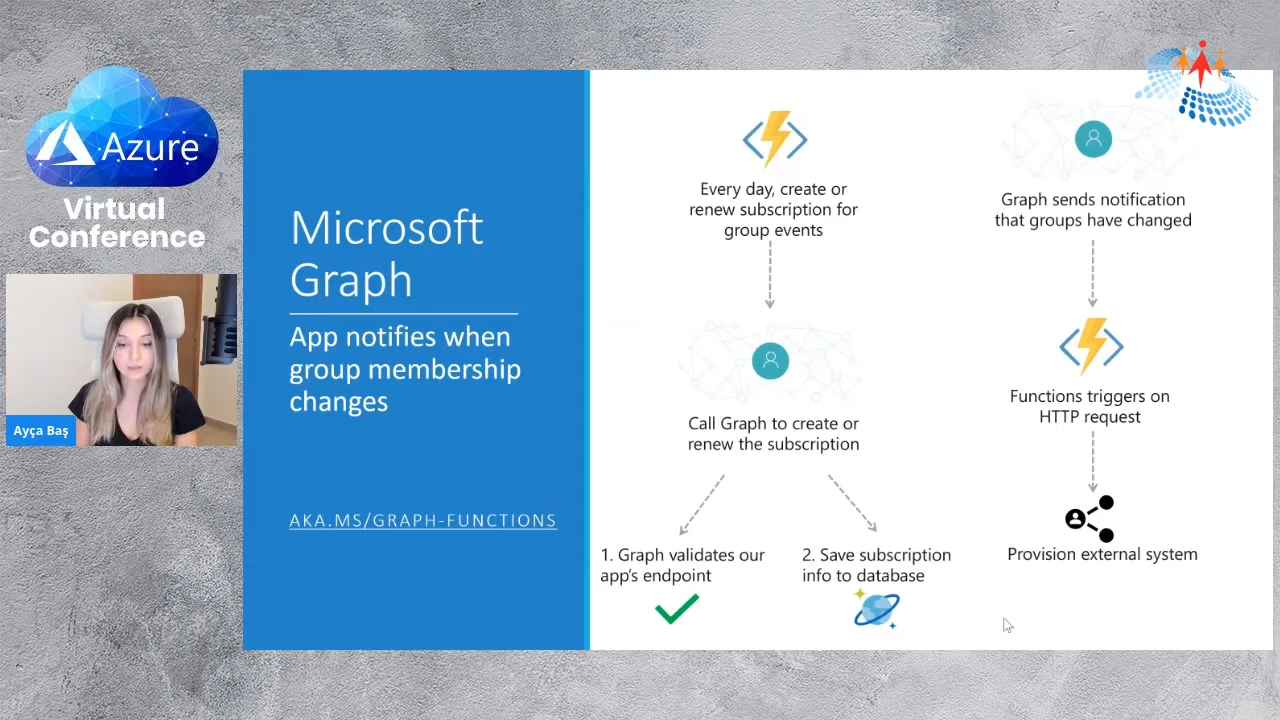 Azure
Virtual
Conference
Ayça Baş
Microsoft
Graph
App notifies when
group membership
changes
AKA.MS/GRAPH-FUNCTIONS
Every day, create or
renew subscription for
group events
Call Graph to create or
renew the subscription
1. Graph validates our
app's endpoint
2. Save subscription
info to database
Graph sends notification
that groups have changed
Functions triggers on
HTTP request
Provision external system